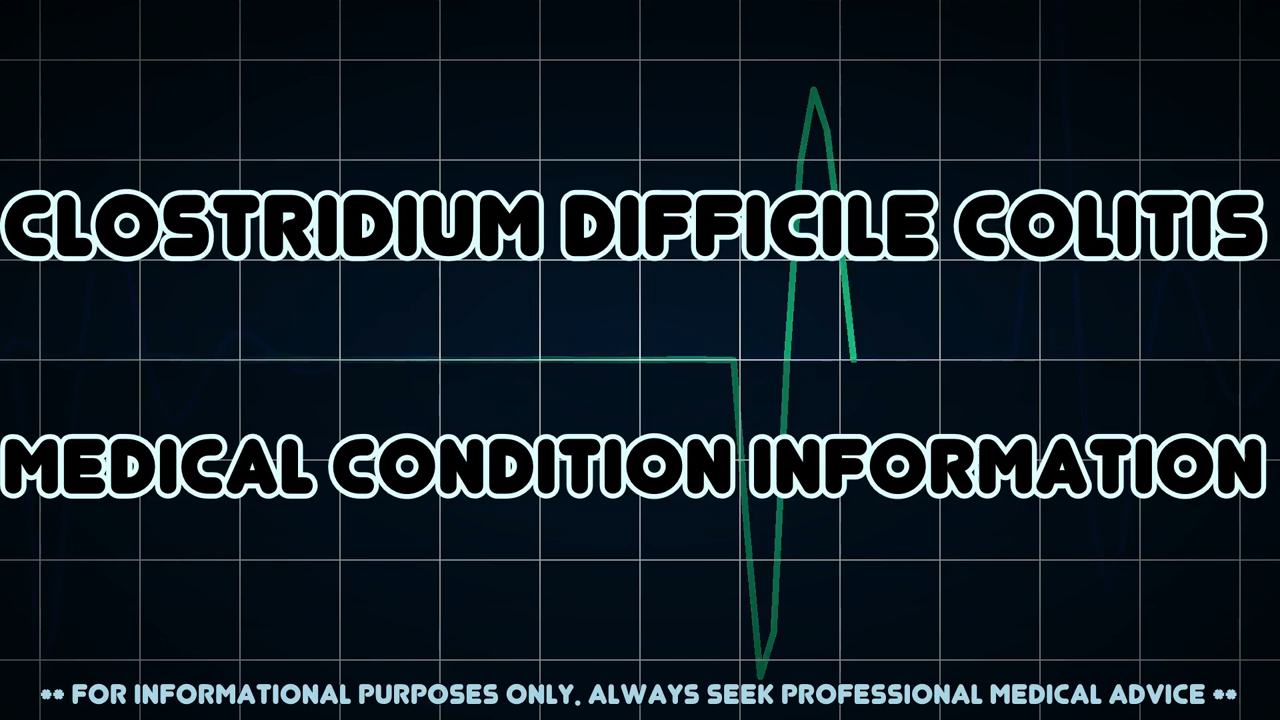 CLOSTRIDIUM DIFFICILE COLITIS
MEDICAL CONDITION INFORMATION
** FOR INFORMATIONAL PURPOSES ONLY. ALWAYS SEEK PROFESSIONAL MEDICAL ADVICE **